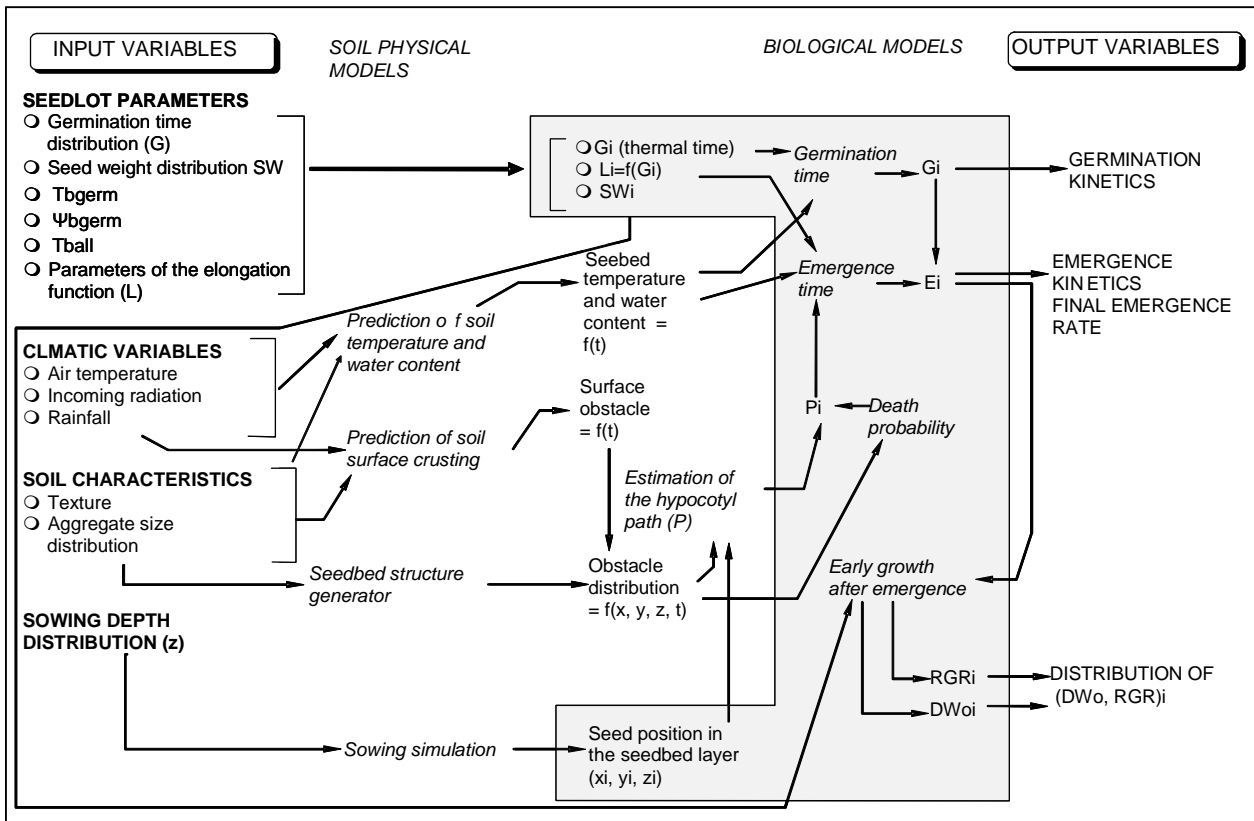 INPUT VARIABLES
SOIL PHYSICAL
MODELS
BIOLOGICAL MODELS
OUTPUT VARIABLES
SEEDLOT PARAMETERS
❍ Germination time
distribution (G)
❍ Seed weight distribution SW
❍ Tbgerm
❍ Ψbgerm
❍ Tball
❍ Parameters of the elongation
function (L)
CLMATIC VARIABLES
❍ Air temperature
❍ Incoming radiation
❍ Rainfall
SOIL CHARACTERISTICS
❍ Texture
❍ Aggregate size
distribution
SOWING DEPTH
DISTRIBUTION (z)
Prediction o f soil
temperature and
water content
Prediction of soil
surface crusting
Seedbed structure
generator
Sowing simulation
❍ Gi (thermal time)
❍ Li=f(Gi)
❍ SWi
Seebed
temperature
and water
content =
f(t)
Surface
obstacle
= f(t)
Estimation of
the hypocotyl
path (P)
Obstacle
distribution
= f(x, y, z, t)
Seed position in
the seedbed layer
(xi, yi, zi)
Germination
time
Gi
Emergence
time
Ei
Pi
Death
probability
Early growth
after emergence
RGRi
DWoi
GERMINATION
KINETICS
EMERGENCE
KIN ETICS
FINAL EMERGENCE
RATE
DISTRIBUTION OF
(DWo, RGR)i